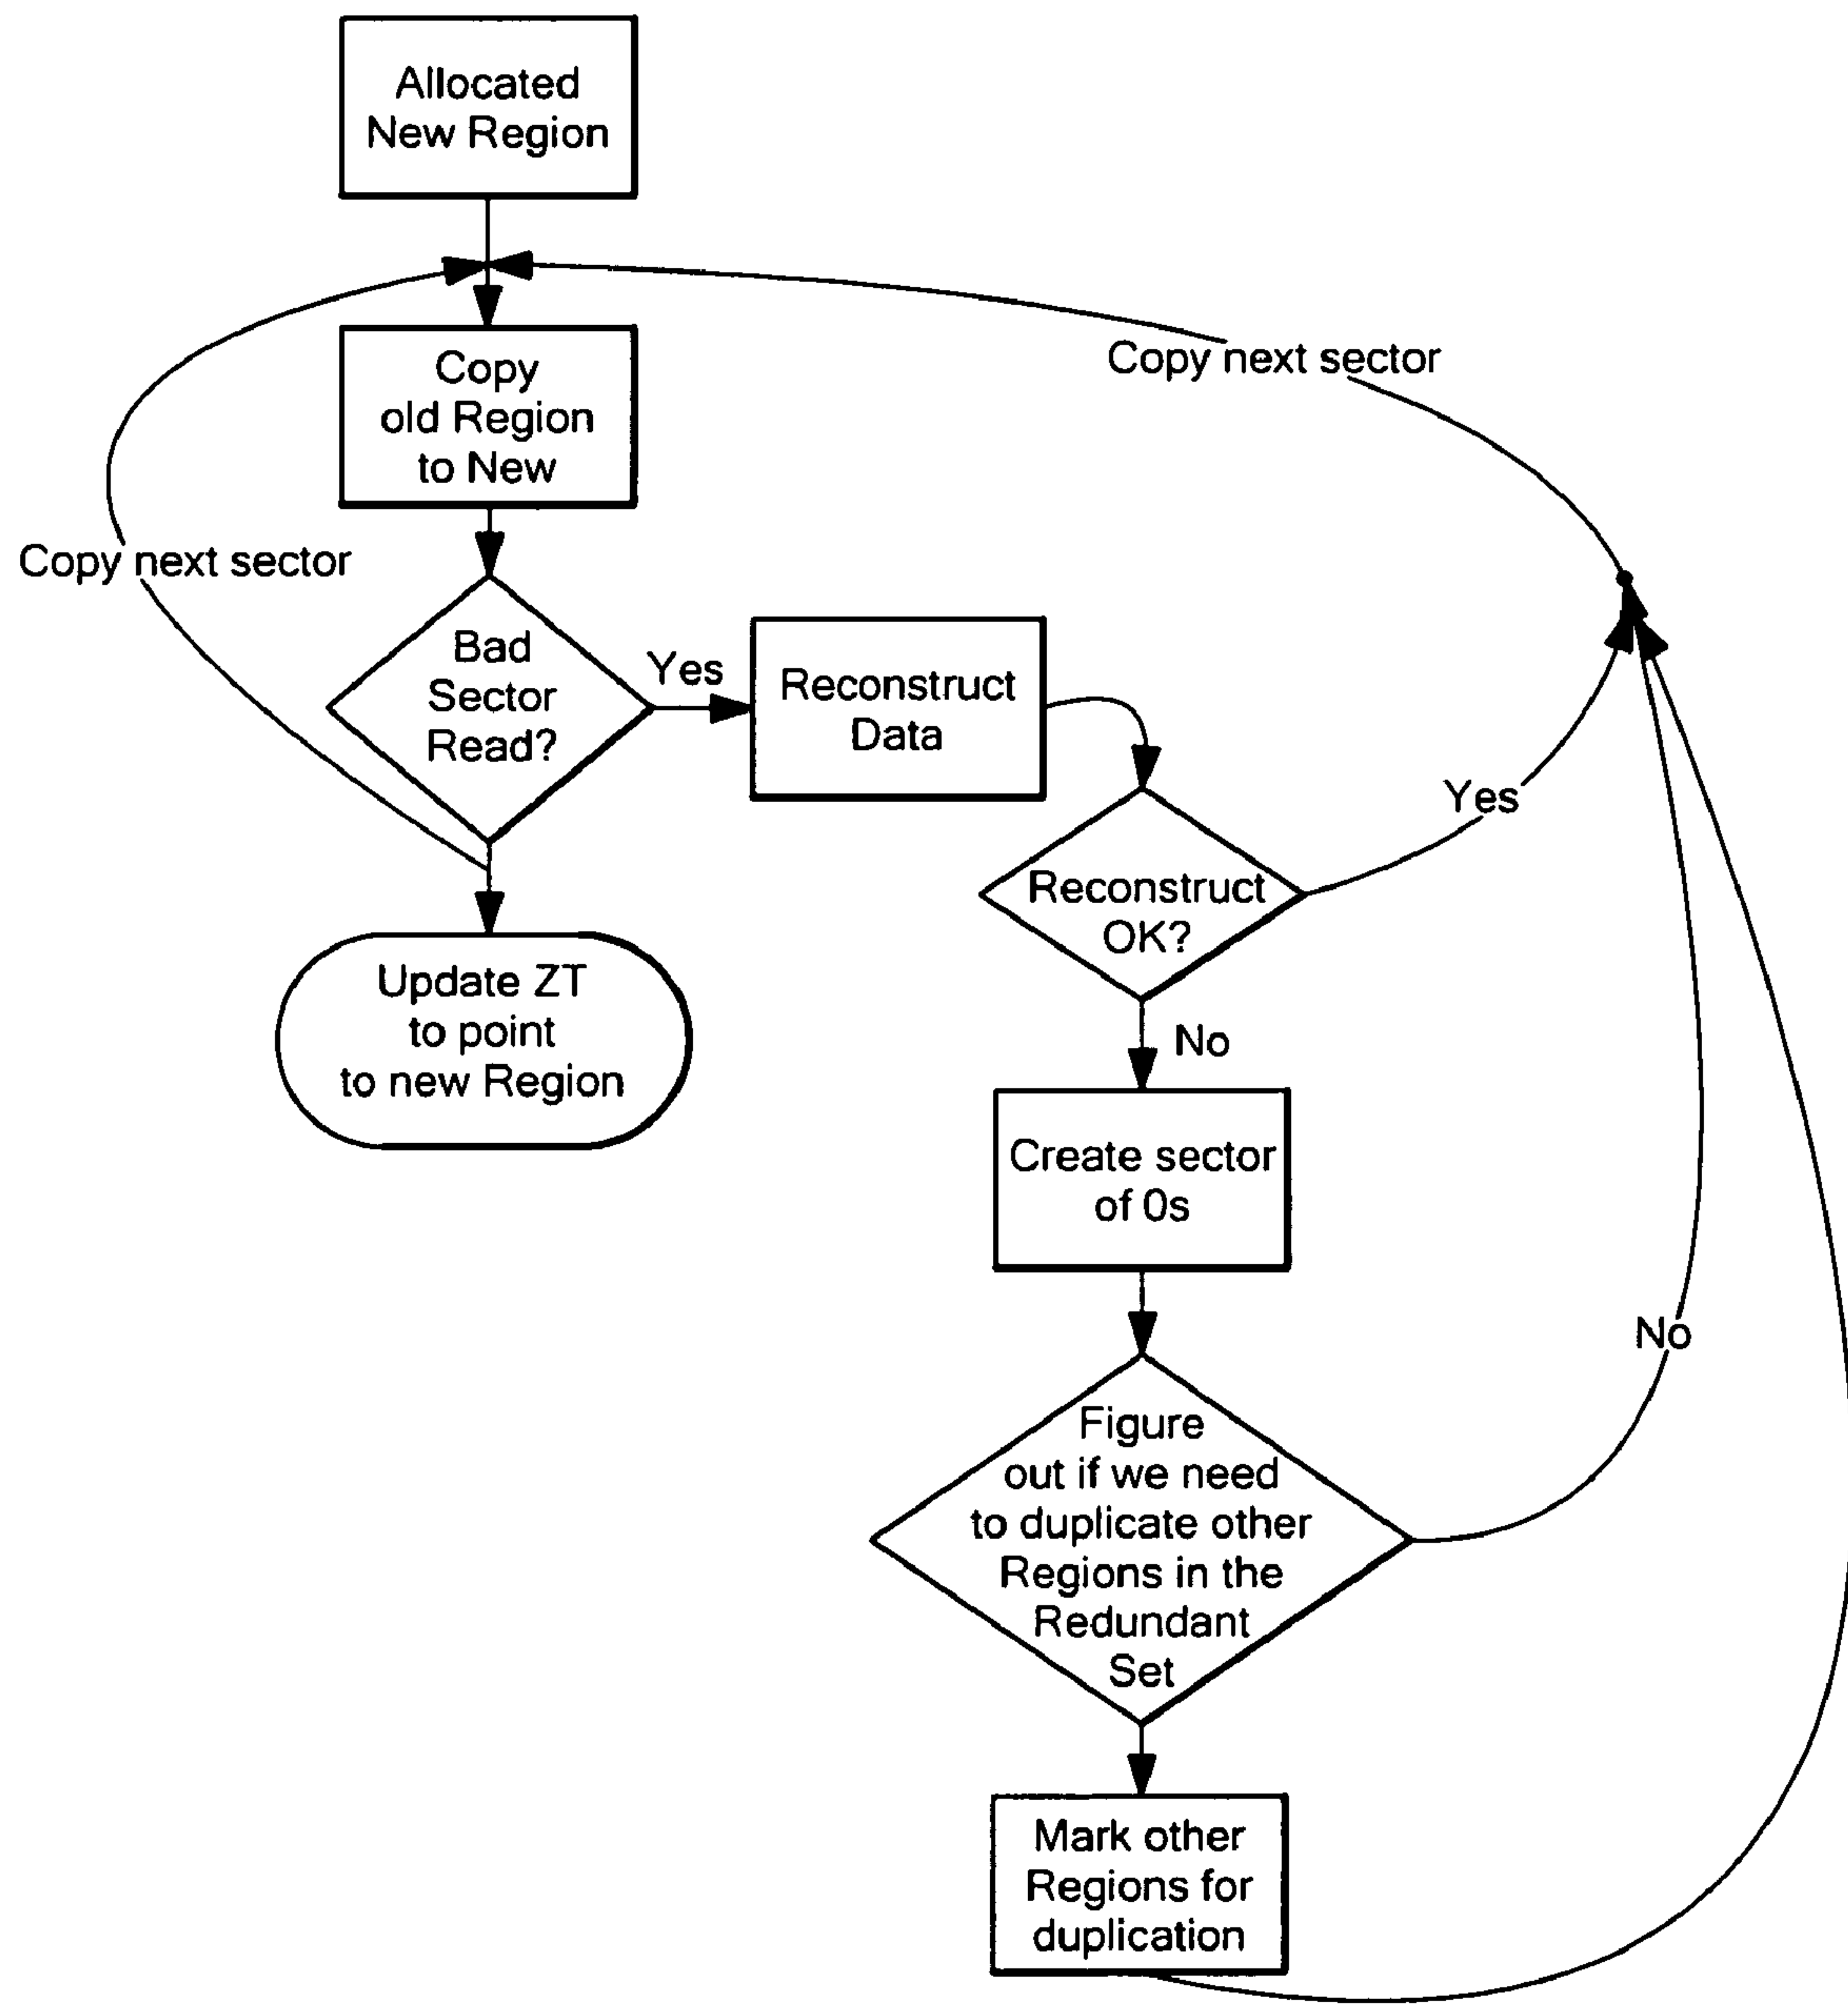 Allocated
New Region
Copy next sector
Copy
old Region
to New
Copy next sector
Bad
Sector
Read?
Yes
Reconstruct
Data
Yes
Reconstruct
OK?
Update ZT
to point
to new Region
No
Create sector
of 0s
No
Figure
out if we need
to duplicate other
Regions in the
Redundant
Set
Mark other
Regions for
duplication